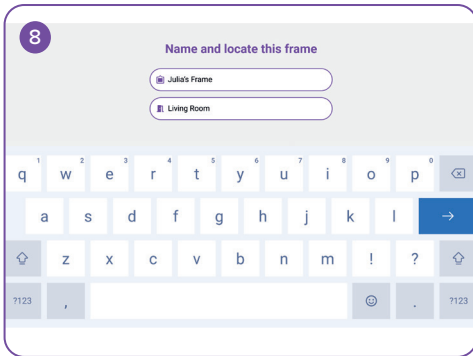 8
Name and locate this frame
Julia's Frame
Living Room
q 1 w 2 e 3 r 4 t 5 y 6 u 7 i 8 o 9 p 0
a s d f g h j k l
z x c v b n m ! ?
?123 , . ?123